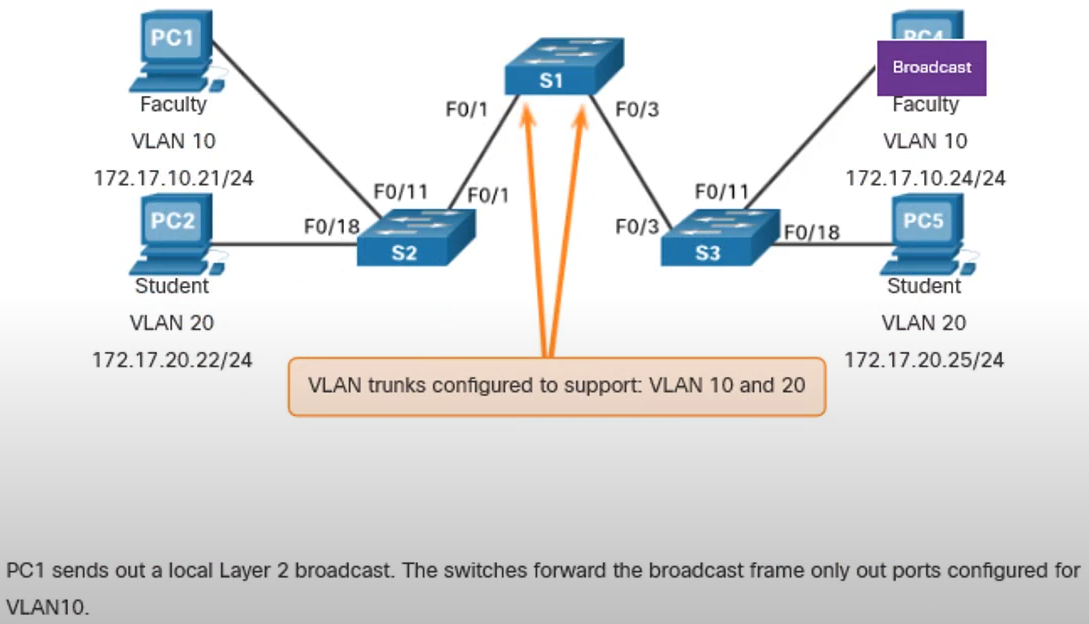 PC1
Faculty
VLAN 10
172.17.10.21/24
PC2
Student
VLAN 20
172.17.20.22/24
S1
F0/1
F0/3
F0/11
F0/1
F0/18
S2
F0/3
F0/11
F0/18
S3
PC4
Broadcast
Faculty
VLAN 10
172.17.10.24/24
PC5
Student
VLAN 20
172.17.20.25/24
VLAN trunks configured to support: VLAN 10 and 20
PC1 sends out a local Layer 2 broadcast. The switches forward the broadcast frame only out ports configured for
VLAN10.